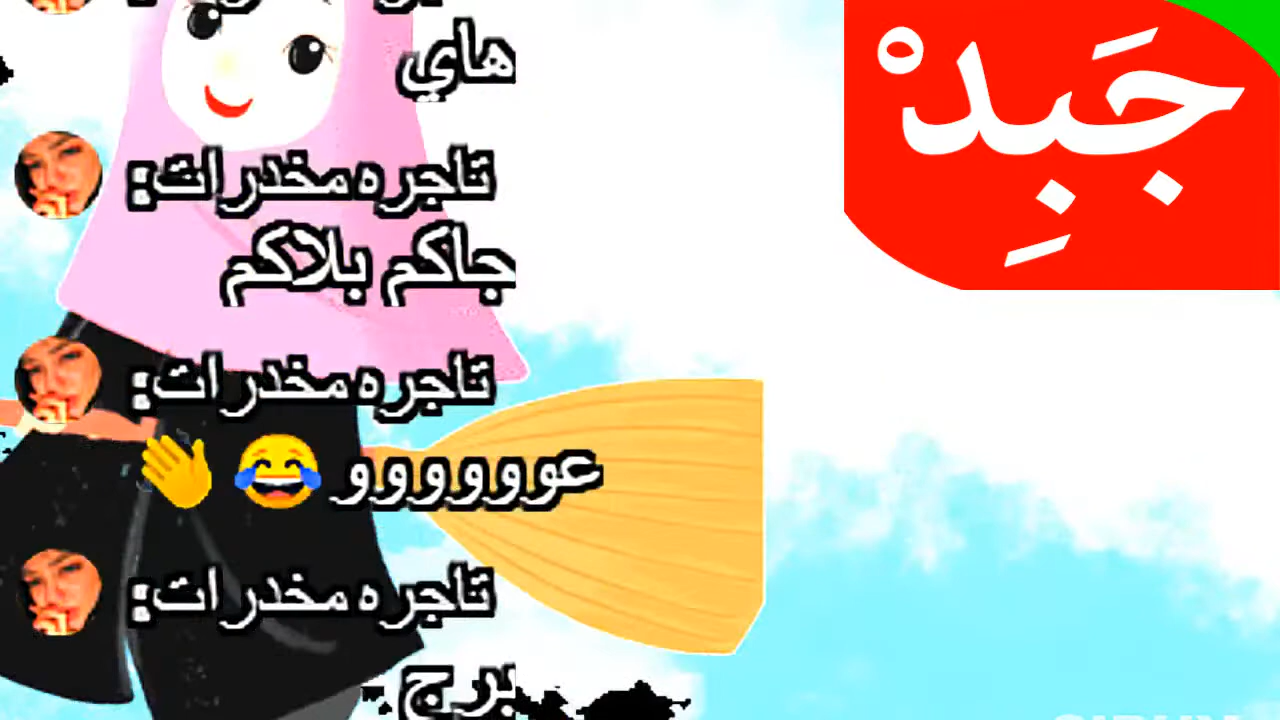 هاي
جَبِدْ
تاجره مخدرات:
جاكم بلاكم
تاجره مخدرات:
عوووووو 😂 👋
تاجره مخدرات:
برج